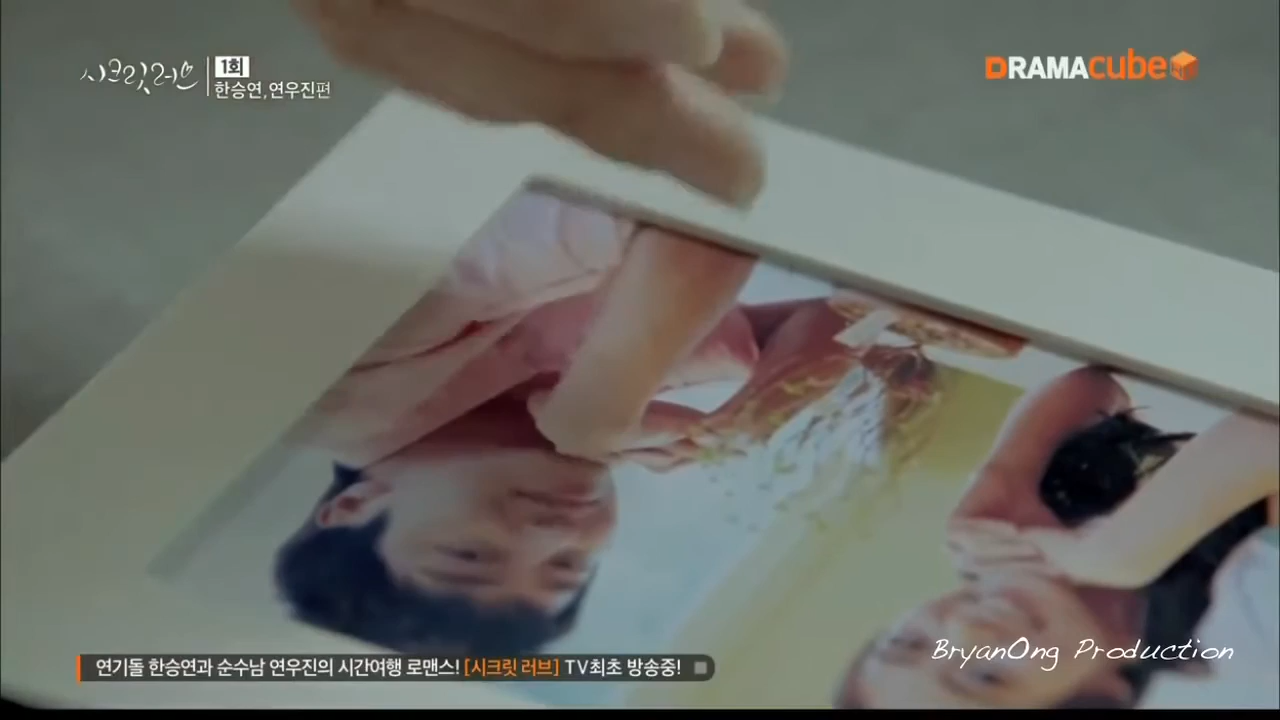 시크릿러브
1회
한승연,연우진편
DRAMAcube
연기돌 한승연과 순수남 연우진의 시간여행 로맨스! [시크릿 러브] TV최초 방송중!
BryanOng Production